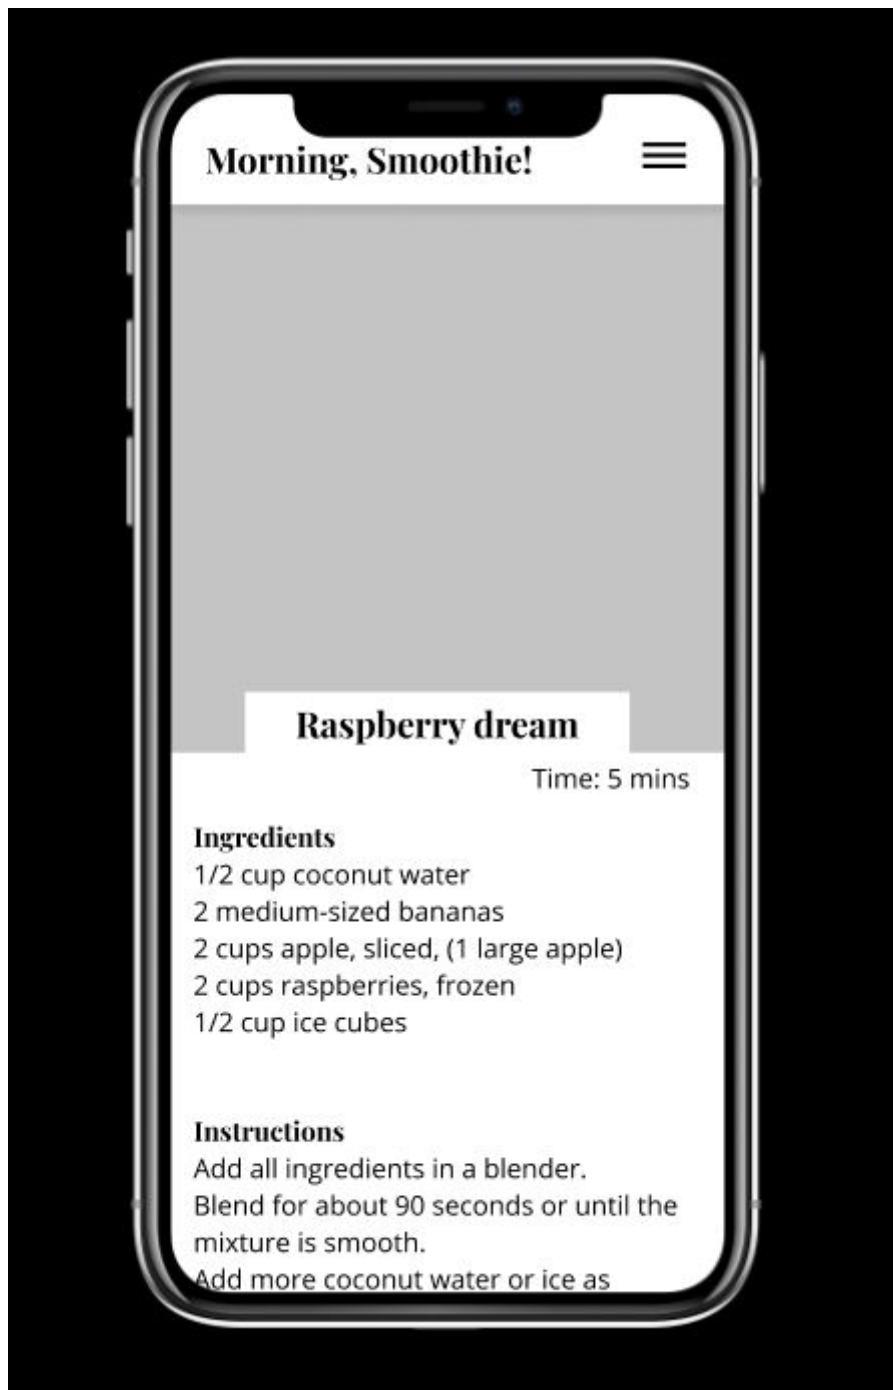 Morning, Smoothie!
Raspberry dream
Time: 5 mins
Ingredients
1/2 cup coconut water
2 medium-sized bananas
2 cups apple, sliced, (1 large apple)
2 cups raspberries, frozen
1/2 cup ice cubes
Instructions
Add all ingredients in a blender.
Blend for about 90 seconds or until the
mixture is smooth.
Add more coconut water or ice as